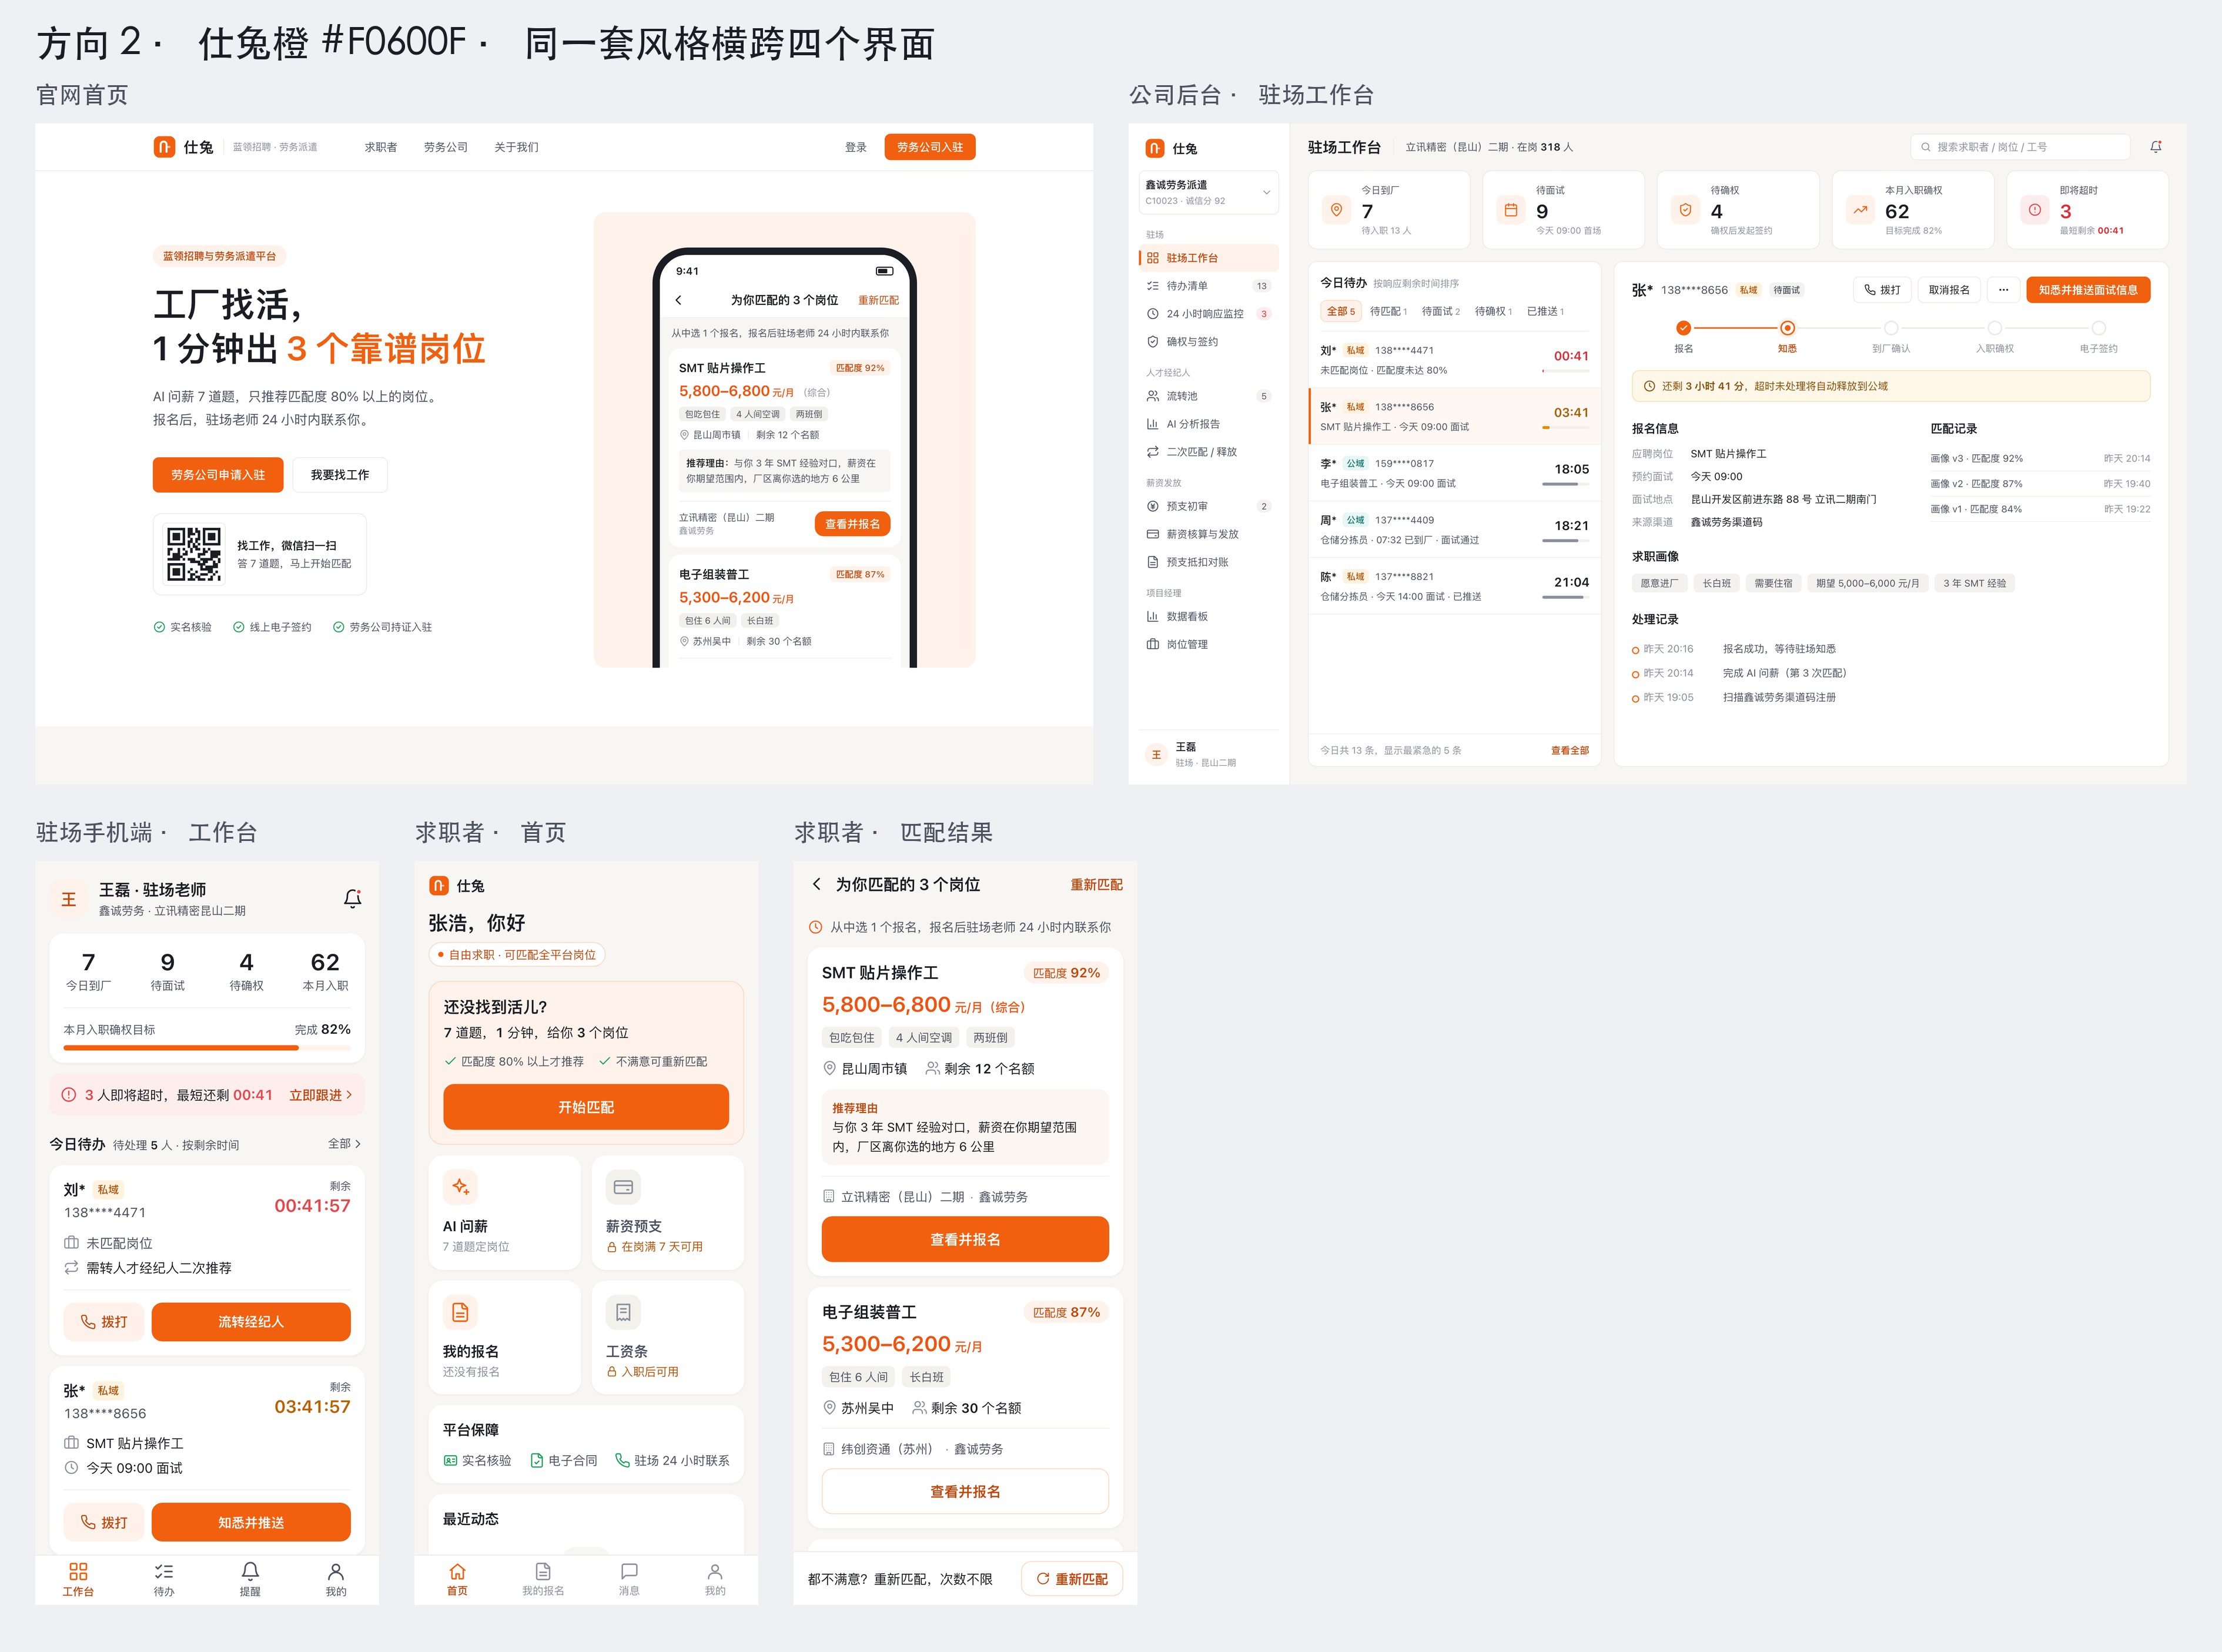 方向 2 · 仕兔橙 #F0600F · 同一套风格横跨四个界面
官网首页
仕兔 蓝领招聘 · 劳务派遣 求职者 劳务公司 关于我们 登录 劳务公司入驻
蓝领招聘与劳务派遣平台
工厂找活，
1 分钟出 3 个靠谱岗位
AI 问薪 7 道题，只推荐匹配度 80% 以上的岗位。
报名后，驻场老师 24 小时内联系你。
劳务公司申请入驻 我要找工作
找工作，微信扫一扫
答 7 道题，马上开始匹配
实名核验 线上电子签约 劳务公司持证入驻
9:41
为你匹配的 3 个岗位 重新匹配
从中选 1 个报名，报名后驻场老师 24 小时内联系你
SMT 贴片操作工 匹配度 92%
5,800–6,800 元/月 （综合）
包吃包住 4 人间空调 两班倒
昆山周市镇 剩余 12 个名额
推荐理由：与你 3 年 SMT 经验对口，薪资在
你期望范围内，厂区离你选的地方 6 公里
立讯精密（昆山）二期
鑫诚劳务
查看并报名
电子组装普工 匹配度 87%
5,300–6,200 元/月
包住 6 人间 长白班
苏州吴中 剩余 30 个名额
公司后台 · 驻场工作台
仕兔
鑫诚劳务派遣
C10023 · 诚信分 92
驻场
驻场工作台
待办清单 13
24 小时响应监控 3
确权与签约
人才经纪人
流转池 5
AI 分析报告
二次匹配 / 释放
薪资发放
预支初审 2
薪资核算与发放
预支抵扣对账
项目经理
数据看板
岗位管理
王 王磊
驻场 · 昆山二期
驻场工作台 立讯精密（昆山）二期 · 在岗 318 人 搜索求职者 / 岗位 / 工号
今日到厂
7
待入职 13 人
待面试
9
今天 09:00 首场
待确权
4
确权后发起签约
本月入职确权
62
目标完成 82%
即将超时
3
最短剩余 00:41
今日待办 按响应剩余时间排序
全部 5 待匹配 1 待面试 2 待确权 1 已推送 1
刘* 私域 138****4471 00:41
未匹配岗位 · 匹配度未达 80%
张* 私域 138****8656 03:41
SMT 贴片操作工 · 今天 09:00 面试
李* 公域 159****0817 18:05
电子组装普工 · 今天 09:00 面试
周* 公域 137****4409 18:21
仓储分拣员 · 07:32 已到厂 · 面试通过
陈* 私域 137****8821 21:04
仓储分拣员 · 今天 14:00 面试 · 已推送
今日共 13 条，显示最紧急的 5 条 查看全部
张* 138****8656 私域 待面试 拨打 取消报名 ··· 知悉并推送面试信息
报名 知悉 到厂确认 入职确权 电子签约
还剩 3 小时 41 分，超时未处理将自动释放到公域
报名信息
应聘岗位 SMT 贴片操作工
预约面试 今天 09:00
面试地点 昆山开发区前进东路 88 号 立讯二期南门
来源渠道 鑫诚劳务渠道码
匹配记录
画像 v3 · 匹配度 92% 昨天 20:14
画像 v2 · 匹配度 87% 昨天 19:40
画像 v1 · 匹配度 84% 昨天 19:22
求职画像
愿意进厂 长白班 需要住宿 期望 5,000–6,000 元/月 3 年 SMT 经验
处理记录
昨天 20:16 报名成功，等待驻场知悉
昨天 20:14 完成 AI 问薪（第 3 次匹配）
昨天 19:05 扫描鑫诚劳务渠道码注册
驻场手机端 · 工作台
王 王磊 · 驻场老师
鑫诚劳务 · 立讯精密昆山二期
7 9 4 62
今日到厂 待面试 待确权 本月入职
本月入职确权目标 完成 82%
3 人即将超时，最短还剩 00:41 立即跟进
今日待办 待处理 5 人 · 按剩余时间 全部
刘* 私域 剩余
138****4471 00:41:57
未匹配岗位
需转人才经纪人二次推荐
拨打 流转经纪人
张* 私域 剩余
138****8656 03:41:57
SMT 贴片操作工
今天 09:00 面试
拨打 知悉并推送
工作台 待办 提醒 我的
求职者 · 首页
仕兔
张浩，你好
自由求职 · 可匹配全平台岗位
还没找到活儿？
7 道题，1 分钟，给你 3 个岗位
匹配度 80% 以上才推荐 不满意可重新匹配
开始匹配
AI 问薪
7 道题定岗位
薪资预支
在岗满 7 天可用
我的报名
还没有报名
工资条
入职后可用
平台保障
实名核验 电子合同 驻场 24 小时联系
最近动态
首页 我的报名 消息 我的
求职者 · 匹配结果
为你匹配的 3 个岗位 重新匹配
从中选 1 个报名，报名后驻场老师 24 小时内联系你
SMT 贴片操作工 匹配度 92%
5,800–6,800 元/月（综合）
包吃包住 4 人间空调 两班倒
昆山周市镇 剩余 12 个名额
推荐理由
与你 3 年 SMT 经验对口，薪资在你期望范围
内，厂区离你选的地方 6 公里
立讯精密（昆山）二期 · 鑫诚劳务
查看并报名
电子组装普工 匹配度 87%
5,300–6,200 元/月
包住 6 人间 长白班
苏州吴中 剩余 30 个名额
纬创资通（苏州） · 鑫诚劳务
查看并报名
都不满意？重新匹配，次数不限 重新匹配